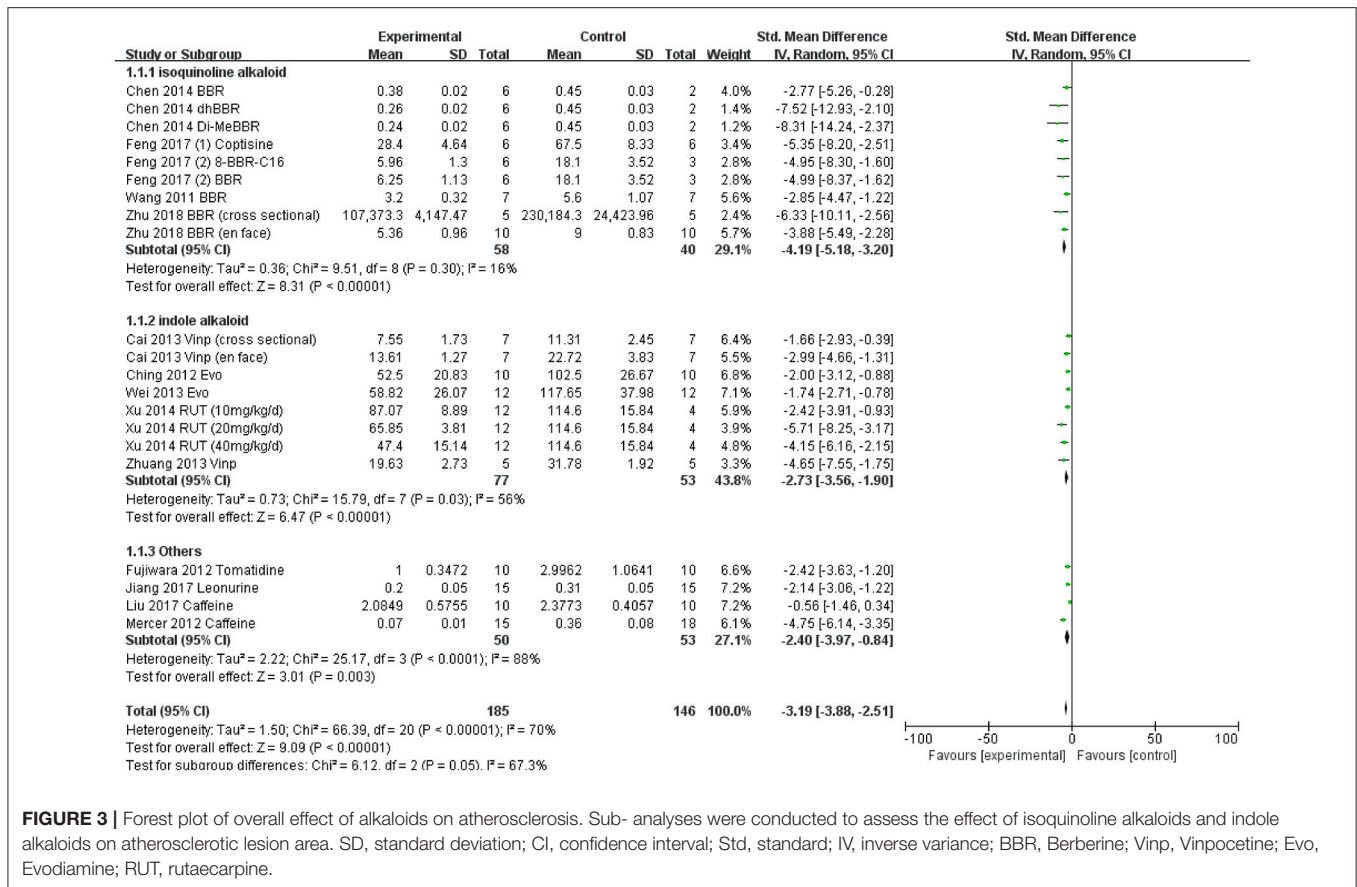 Experimental Control Std. Mean Difference Std. Mean Difference
Study or Subgroup Mean SD Total Mean SD Total Weight IV, Random, 95% CI IV, Random, 95% CI
1.1.1 isoquinoline alkaloid
Chen 2014 BBR 0.38 0.02 6 0.45 0.03 2 4.0% -2.77 [-5.26, -0.28]
Chen 2014 dhBBR 0.26 0.02 6 0.45 0.03 2 1.4% -7.52 [-12.93, -2.10]
Chen 2014 Di-MeBBR 0.24 0.02 6 0.45 0.03 2 1.2% -8.31 [-14.24, -2.37]
Feng 2017 (1) Coptisine 28.4 4.64 6 67.5 8.33 6 3.4% -5.35 [-8.20, -2.51]
Feng 2017 (2) 8-BBR-C16 5.96 1.3 6 18.1 3.52 3 2.8% -4.95 [-8.30, -1.60]
Feng 2017 (2) BBR 6.25 1.13 6 18.1 3.52 3 2.8% -4.99 [-8.37, -1.62]
Wang 2011 BBR 3.2 0.32 7 5.6 1.07 7 5.6% -2.85 [-4.47, -1.22]
Zhu 2018 BBR (cross sectional) 107,373.3 4,147.47 5 230,184.3 24,423.96 5 2.4% -6.33 [-10.11, -2.56]
Zhu 2018 BBR (en face) 5.36 0.96 10 9 0.83 10 5.7% -3.88 [-5.49, -2.28]
Subtotal (95% CI) 58 40 29.1% -4.19 [-5.18, -3.20]
Heterogeneity: Tau² = 0.36; Chi² = 9.51, df = 8 (P = 0.30); I² = 16%
Test for overall effect: Z = 8.31 (P < 0.00001)
1.1.2 indole alkaloid
Cai 2013 Vinp (cross sectional) 7.55 1.73 7 11.31 2.45 7 6.4% -1.66 [-2.93, -0.39]
Cai 2013 Vinp (en face) 13.61 1.27 7 22.72 3.83 7 5.5% -2.99 [-4.66, -1.31]
Ching 2012 Evo 52.5 20.83 10 102.5 26.67 10 6.8% -2.00 [-3.12, -0.88]
Wei 2013 Evo 58.82 26.07 12 117.65 37.98 12 7.1% -1.74 [-2.71, -0.78]
Xu 2014 RUT (10mg/kg/d) 87.07 8.89 12 114.6 15.84 4 5.9% -2.42 [-3.91, -0.93]
Xu 2014 RUT (20mg/kg/d) 65.85 3.81 12 114.6 15.84 4 3.9% -5.71 [-8.25, -3.17]
Xu 2014 RUT (40mg/kg/d) 47.4 15.14 12 114.6 15.84 4 4.8% -4.15 [-6.16, -2.15]
Zhuang 2013 Vinp 19.63 2.73 5 31.78 1.92 5 3.3% -4.65 [-7.55, -1.75]
Subtotal (95% CI) 77 53 43.8% -2.73 [-3.56, -1.90]
Heterogeneity: Tau² = 0.73; Chi² = 15.79, df = 7 (P = 0.03); I² = 56%
Test for overall effect: Z = 6.47 (P < 0.00001)
1.1.3 Others
Fujiwara 2012 Tomatidine 1 0.3472 10 2.9962 1.0641 10 6.6% -2.42 [-3.63, -1.20]
Jiang 2017 Leonurine 0.2 0.05 15 0.31 0.05 15 7.2% -2.14 [-3.06, -1.22]
Liu 2017 Caffeine 2.0849 0.5755 10 2.3773 0.4057 10 7.2% -0.56 [-1.46, 0.34]
Mercer 2012 Caffeine 0.07 0.01 15 0.36 0.08 18 6.1% -4.75 [-6.14, -3.35]
Subtotal (95% CI) 50 53 27.1% -2.40 [-3.97, -0.84]
Heterogeneity: Tau² = 2.22; Chi² = 25.17, df = 3 (P < 0.0001); I² = 88%
Test for overall effect: Z = 3.01 (P = 0.003)
Total (95% CI) 185 146 100.0% -3.19 [-3.88, -2.51]
Heterogeneity: Tau² = 1.50; Chi² = 66.39, df = 20 (P < 0.00001); I² = 70%
Test for overall effect: Z = 9.09 (P < 0.00001)
Test for subgroup differences: Chi² = 6.12, df = 2 (P = 0.05), I² = 67.3%
-100 -50 0 50 100
Favours [experimental] Favours [control]
FIGURE 3 | Forest plot of overall effect of alkaloids on atherosclerosis. Sub- analyses were conducted to assess the effect of isoquinoline alkaloids and indole
alkaloids on atherosclerotic lesion area. SD, standard deviation; CI, confidence interval; Std, standard; IV, inverse variance; BBR, Berberine; Vinp, Vinpocetine; Evo,
Evodiamine; RUT, rutaecarpine.